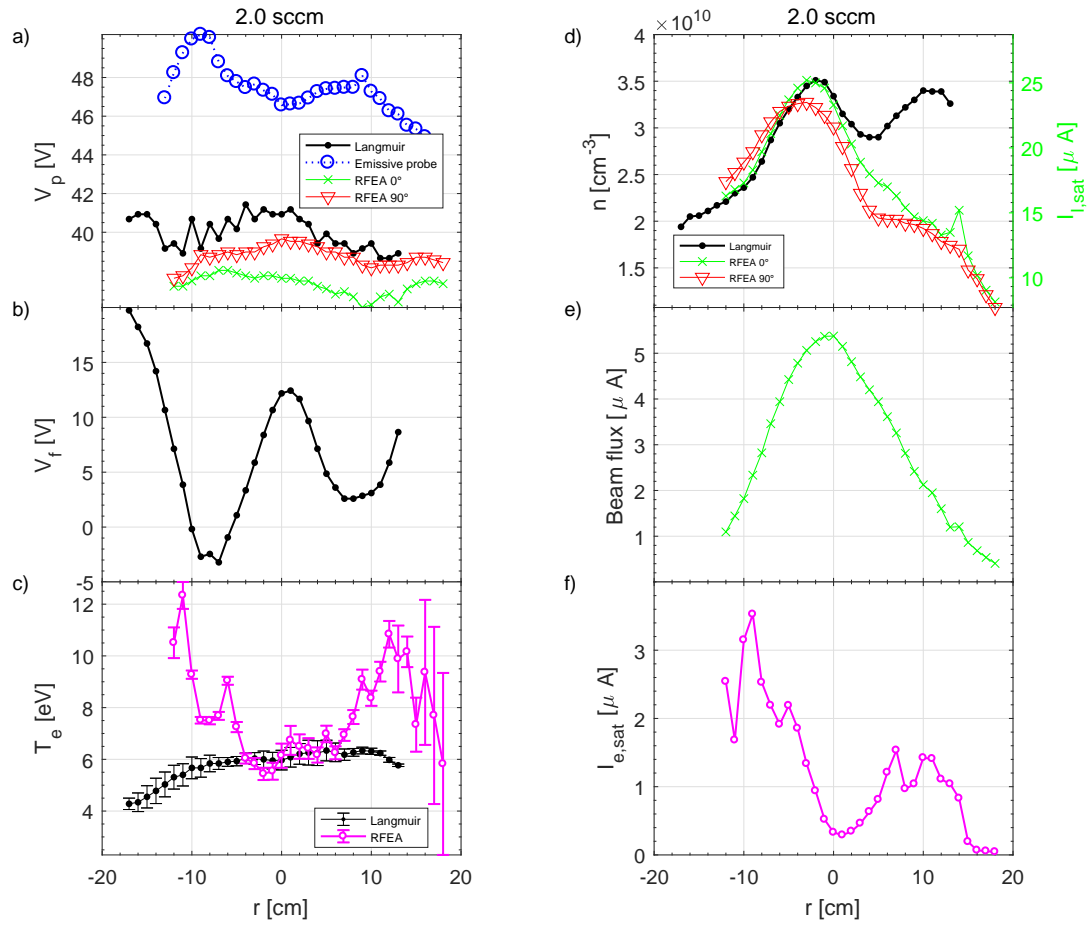 2.0 sccm
a)
48
46
44
42
40
V_p [V]
Langmuir
Emissive probe
RFEA 0°
RFEA 90°
b)
15
10
5
0
-5
V_f [V]
c)
12
10
8
6
4
T_e [eV]
Langmuir
RFEA
-20
-10
0
10
20
r [cm]
2.0 sccm
d)
×10^10
4
3.5
3
2.5
2
1.5
1
n [cm^-3]
25
20
15
10
I_I,sat [μ A]
Langmuir
RFEA 0°
RFEA 90°
e)
5
4
3
2
1
Beam flux [ μ A]
f)
4
3
2
1
0
I_e,sat [μ A]
-20
-10
0
10
20
r [cm]